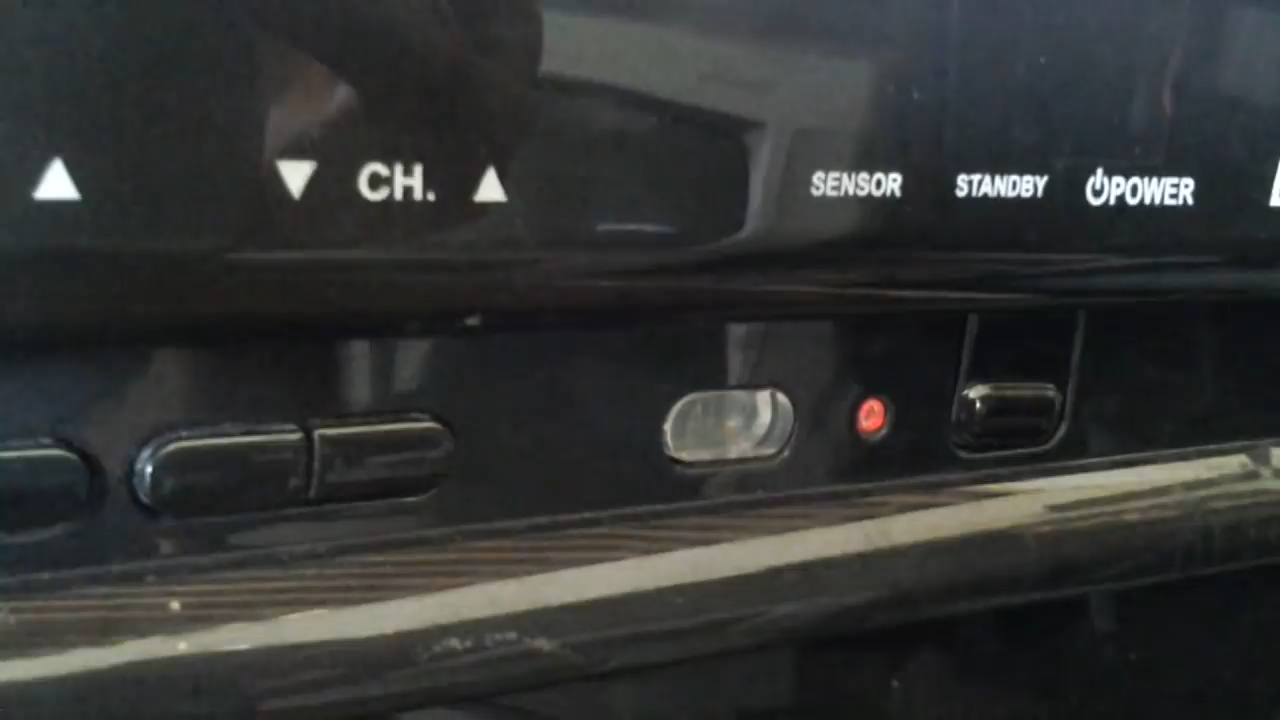 ▲ ▼ CH. ▲ SENSOR STANDBY ⏻POWER